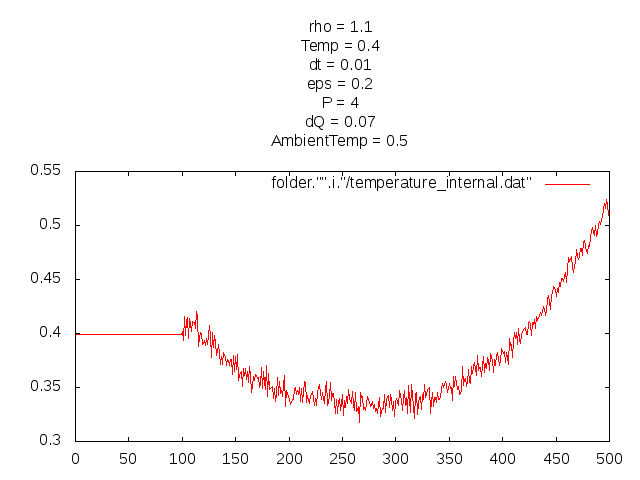 rho = 1.1
Temp = 0.4
dt = 0.01
eps = 0.2
P = 4
dQ = 0.07
AmbientTemp = 0.5
folder."".i."/temperature_internal.dat"
0.55
0.5
0.45
0.4
0.35
0.3
0 50 100 150 200 250 300 350 400 450 500